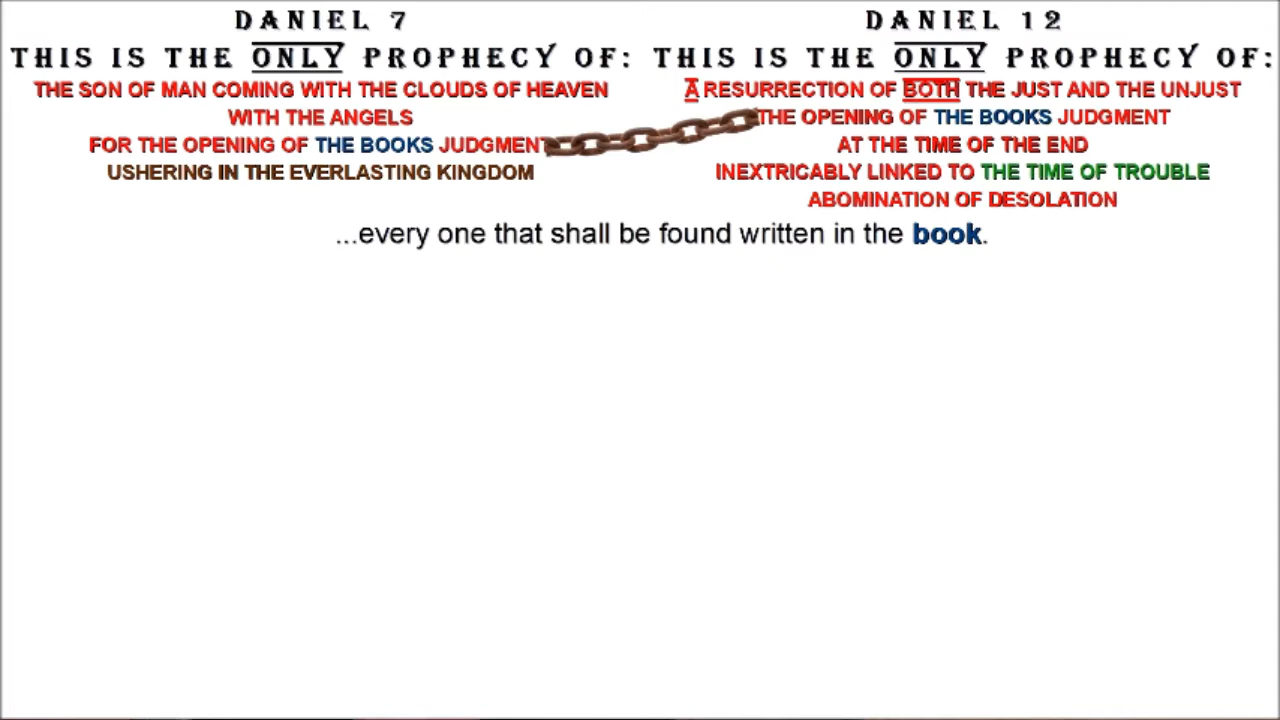 DANIEL 7
THIS IS THE ONLY PROPHECY OF:
THE SON OF MAN COMING WITH THE CLOUDS OF HEAVEN
WITH THE ANGELS
FOR THE OPENING OF THE BOOKS JUDGMENT
USHERING IN THE EVERLASTING KINGDOM
DANIEL 12
THIS IS THE ONLY PROPHECY OF:
A RESURRECTION OF BOTH THE JUST AND THE UNJUST
THE OPENING OF THE BOOKS JUDGMENT
AT THE TIME OF THE END
INEXTRICABLY LINKED TO THE TIME OF TROUBLE
ABOMINATION OF DESOLATION
...every one that shall be found written in the book.